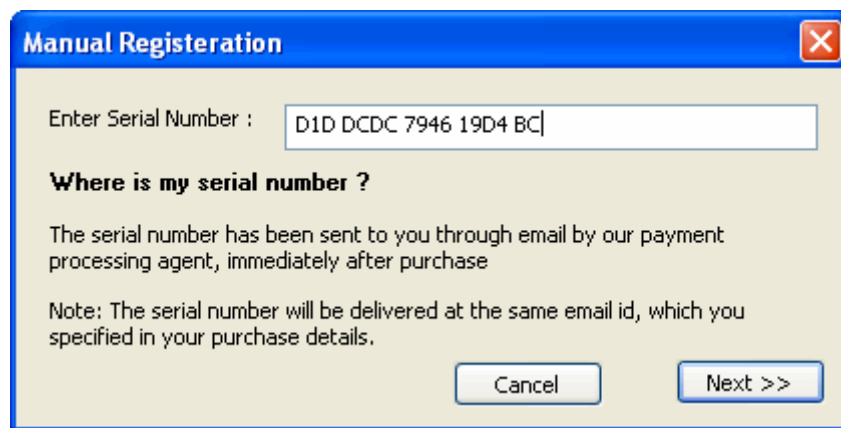 Manual Registeration
Enter Serial Number : D1D DCDC 7946 19D4 BC
Where is my serial number ?
The serial number has been sent to you through email by our payment
processing agent, immediately after purchase
Note: The serial number will be delivered at the same email id, which you
specified in your purchase details.
Cancel Next >>